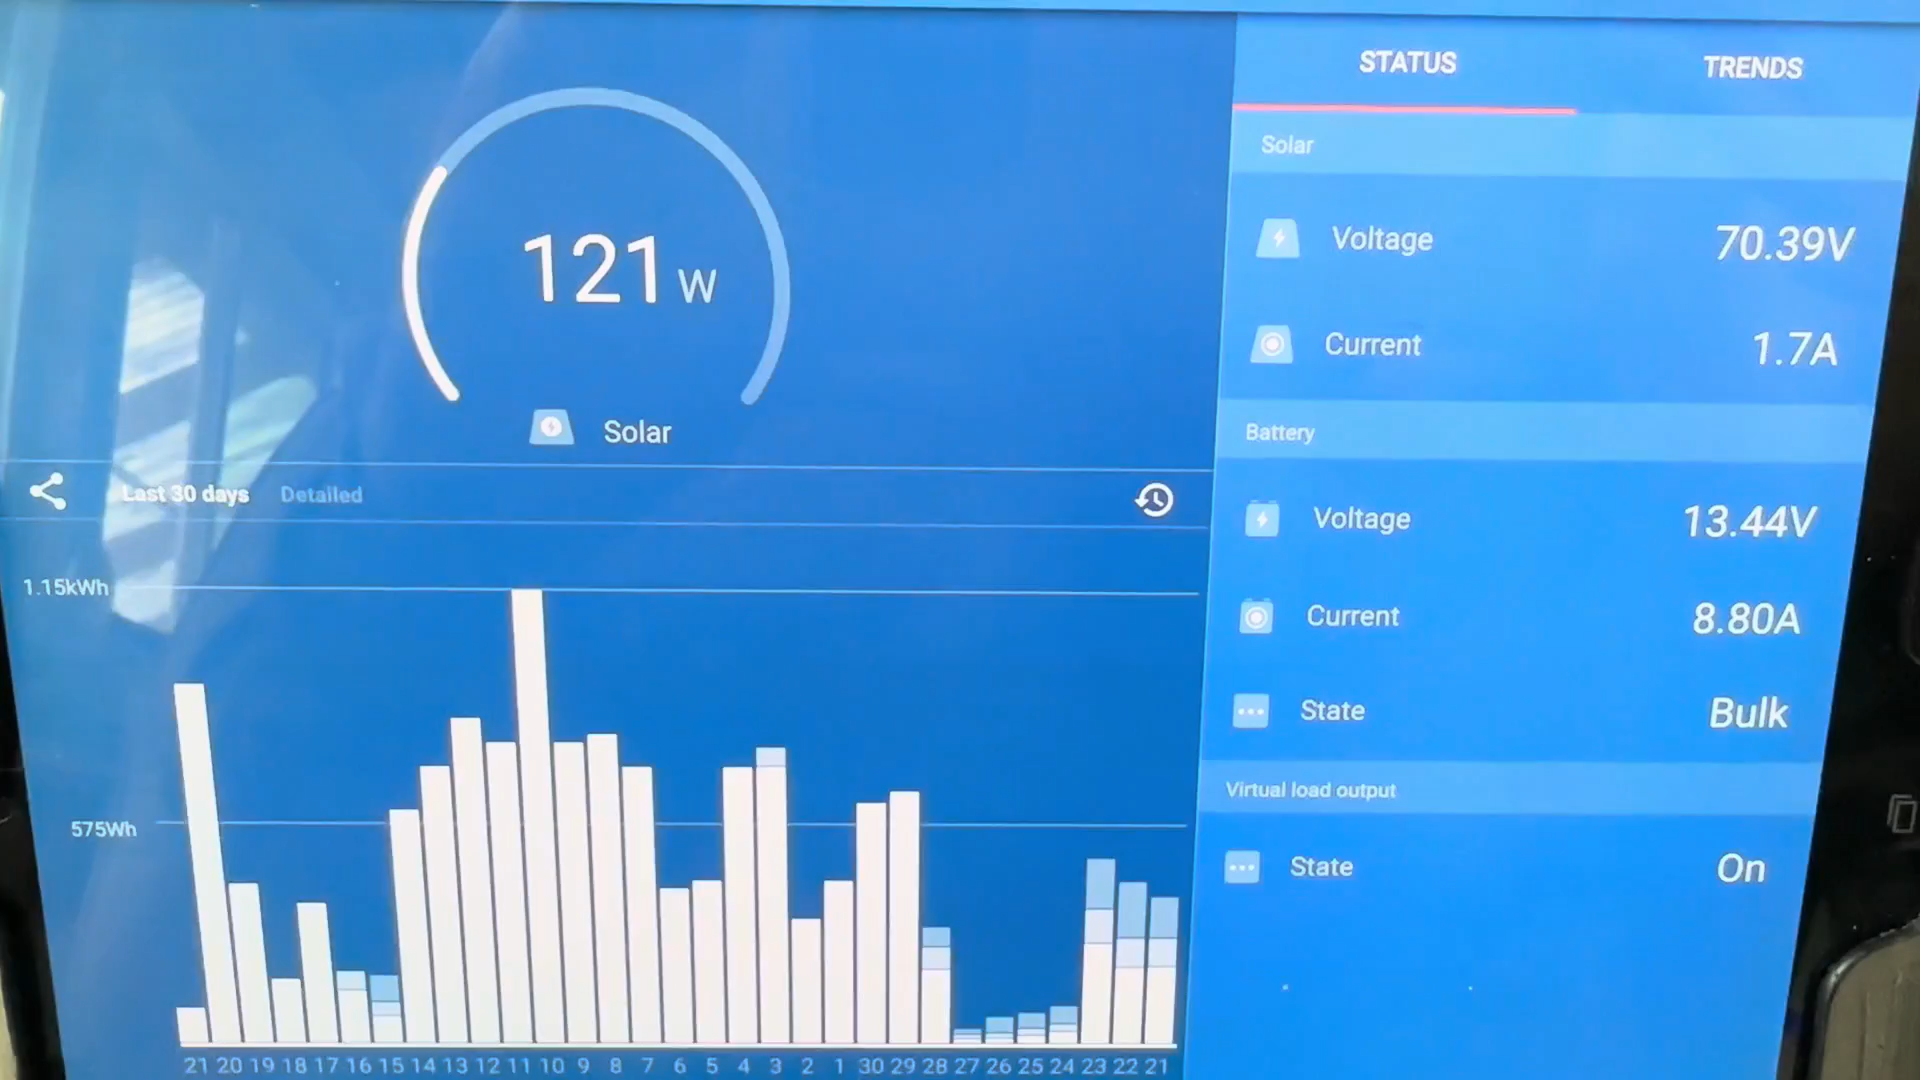 121 W
Solar
Last 30 days Detailed
1.15kWh
575Wh
21 20 19 18 17 16 15 14 13 12 11 10 9 8 7 6 5 4 3 2 1 30 29 28 27 26 25 24 23 22 21
STATUS TRENDS
Solar
Voltage 70.39V
Current 1.7A
Battery
Voltage 13.44V
Current 8.80A
State Bulk
Virtual load output
State On